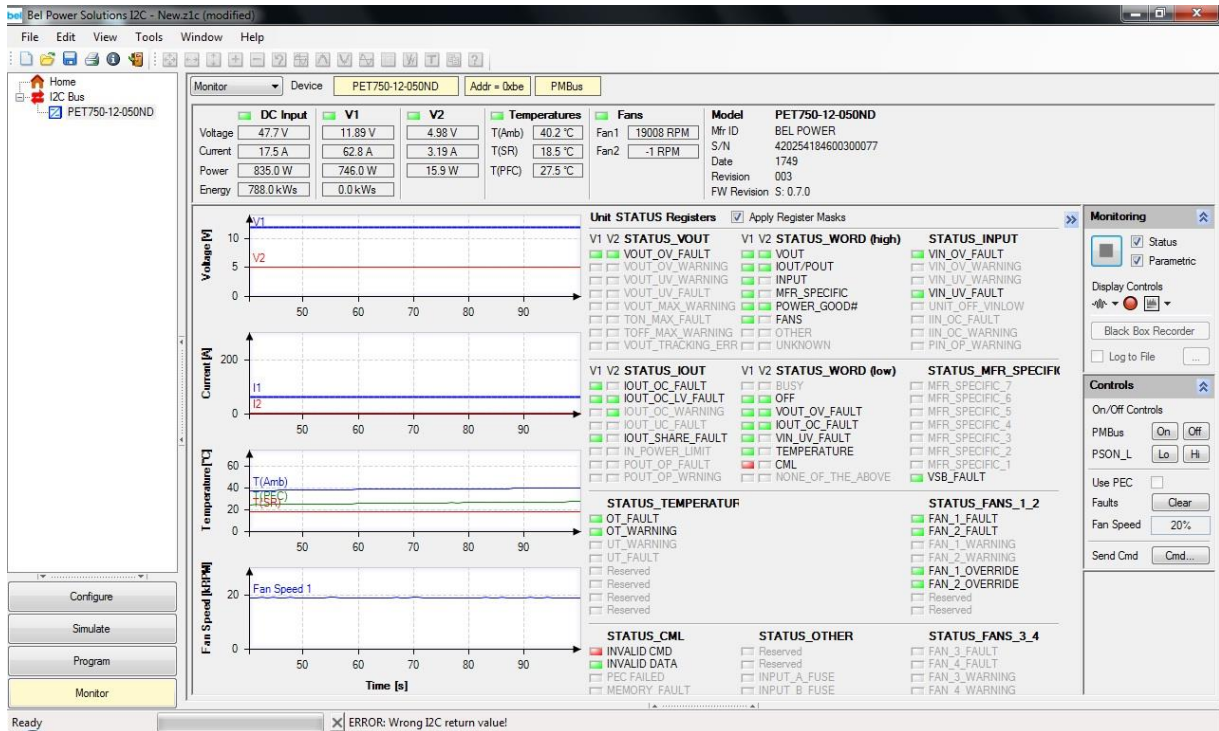 bel Bel Power Solutions I2C - New.z1c (modified)
File Edit View Tools Window Help
Home
I2C Bus
PET750-12-050ND
Monitor Device PET750-12-050ND Addr = 0xbe PMBus
DC Input V1 V2 Temperatures Fans
Voltage 47.7 V 11.89 V 4.98 V T(Amb) 40.2 °C Fan1 19008 RPM
Current 17.5 A 62.8 A 3.19 A T(SR) 18.5 °C Fan2 -1 RPM
Power 835.0 W 746.0 W 15.9 W T(PFC) 27.5 °C
Energy 788.0 kWs 0.0 kWs
Model PET750-12-050ND
Mfr ID BEL POWER
S/N 420254184600300077
Date 1749
Revision 003
FW Revision S: 0.7.0
Voltage [V]
10
5
0
V1
V2
Current [A]
200
0
I1
I2
50 60 70 80 90
Temperature [°C]
60
40
20
0
T(Amb)
T(PFC)
T(SR)
50 60 70 80 90
Fan Speed [kRPM]
20
0
Fan Speed 1
50 60 70 80 90
Time [s]
Unit STATUS Registers Apply Register Masks
V1 V2 STATUS_VOUT
VOUT_OV_FAULT
VOUT_OV_WARNING
VOUT_UV_WARNING
VOUT_UV_FAULT
VOUT_MAX_WARNING
TON_MAX_FAULT
TOFF_MAX_WARNING
VOUT_TRACKING_ERR
V1 V2 STATUS_WORD (high)
VOUT
IOUT/POUT
INPUT
MFR_SPECIFIC
POWER_GOOD#
FANS
OTHER
UNKNOWN
STATUS_INPUT
VIN_OV_FAULT
VIN_OV_WARNING
VIN_UV_WARNING
VIN_UV_FAULT
UNIT_OFF_VINLOW
IIN_OC_FAULT
IIN_OC_WARNING
PIN_OP_WARNING
V1 V2 STATUS_IOUT
IOUT_OC_FAULT
IOUT_OC_LV_FAULT
IOUT_OC_WARNING
IOUT_UC_FAULT
IOUT_SHARE_FAULT
IN_POWER_LIMIT
POUT_OP_FAULT
POUT_OP_WRNING
V1 V2 STATUS_WORD (low)
BUSY
OFF
VOUT_OV_FAULT
IOUT_OC_FAULT
VIN_UV_FAULT
TEMPERATURE
CML
NONE_OF_THE_ABOVE
STATUS_MFR_SPECIFIC
MFR_SPECIFIC_7
MFR_SPECIFIC_6
MFR_SPECIFIC_5
MFR_SPECIFIC_4
MFR_SPECIFIC_3
MFR_SPECIFIC_2
MFR_SPECIFIC_1
VSB_FAULT
STATUS_TEMPERATUR
OT_FAULT
OT_WARNING
UT_WARNING
UT_FAULT
Reserved
Reserved
Reserved
Reserved
STATUS_FANS_1_2
FAN_1_FAULT
FAN_2_FAULT
FAN_1_WARNING
FAN_2_WARNING
FAN_1_OVERRIDE
FAN_2_OVERRIDE
Reserved
Reserved
STATUS_CML
INVALID CMD
INVALID DATA
PEC FAILED
MEMORY_FAULT
STATUS_OTHER
Reserved
Reserved
INPUT_A_FUSE
INPUT_B_FUSE
STATUS_FANS_3_4
FAN_3_FAULT
FAN_4_FAULT
FAN_3_WARNING
FAN_4_WARNING
Monitoring
Status
Parametric
Display Controls
Black Box Recorder
Log to File ...
Controls
On/Off Controls
PMBus On Off
PSON_L Lo Hi
Use PEC
Faults Clear
Fan Speed 20%
Send Cmd Cmd...
Configure
Simulate
Program
Monitor
Ready ERROR: Wrong I2C return value!